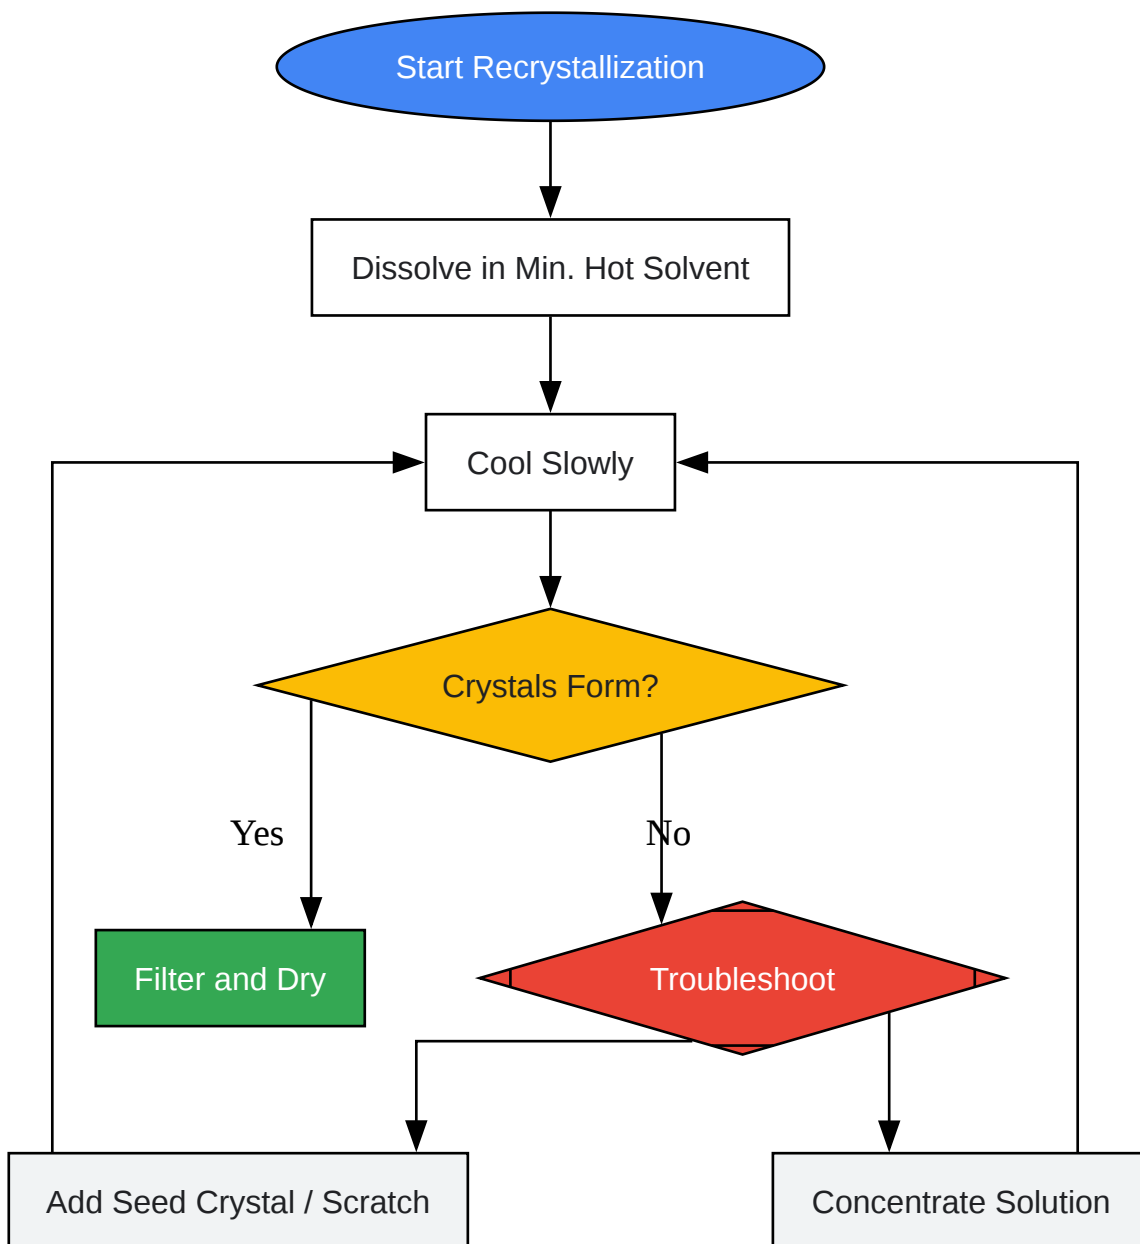 Start Recrystallization
Dissolve in Min. Hot Solvent
Cool Slowly
Crystals Form?
Yes
No
Filter and Dry
Troubleshoot
Add Seed Crystal / Scratch
Concentrate Solution